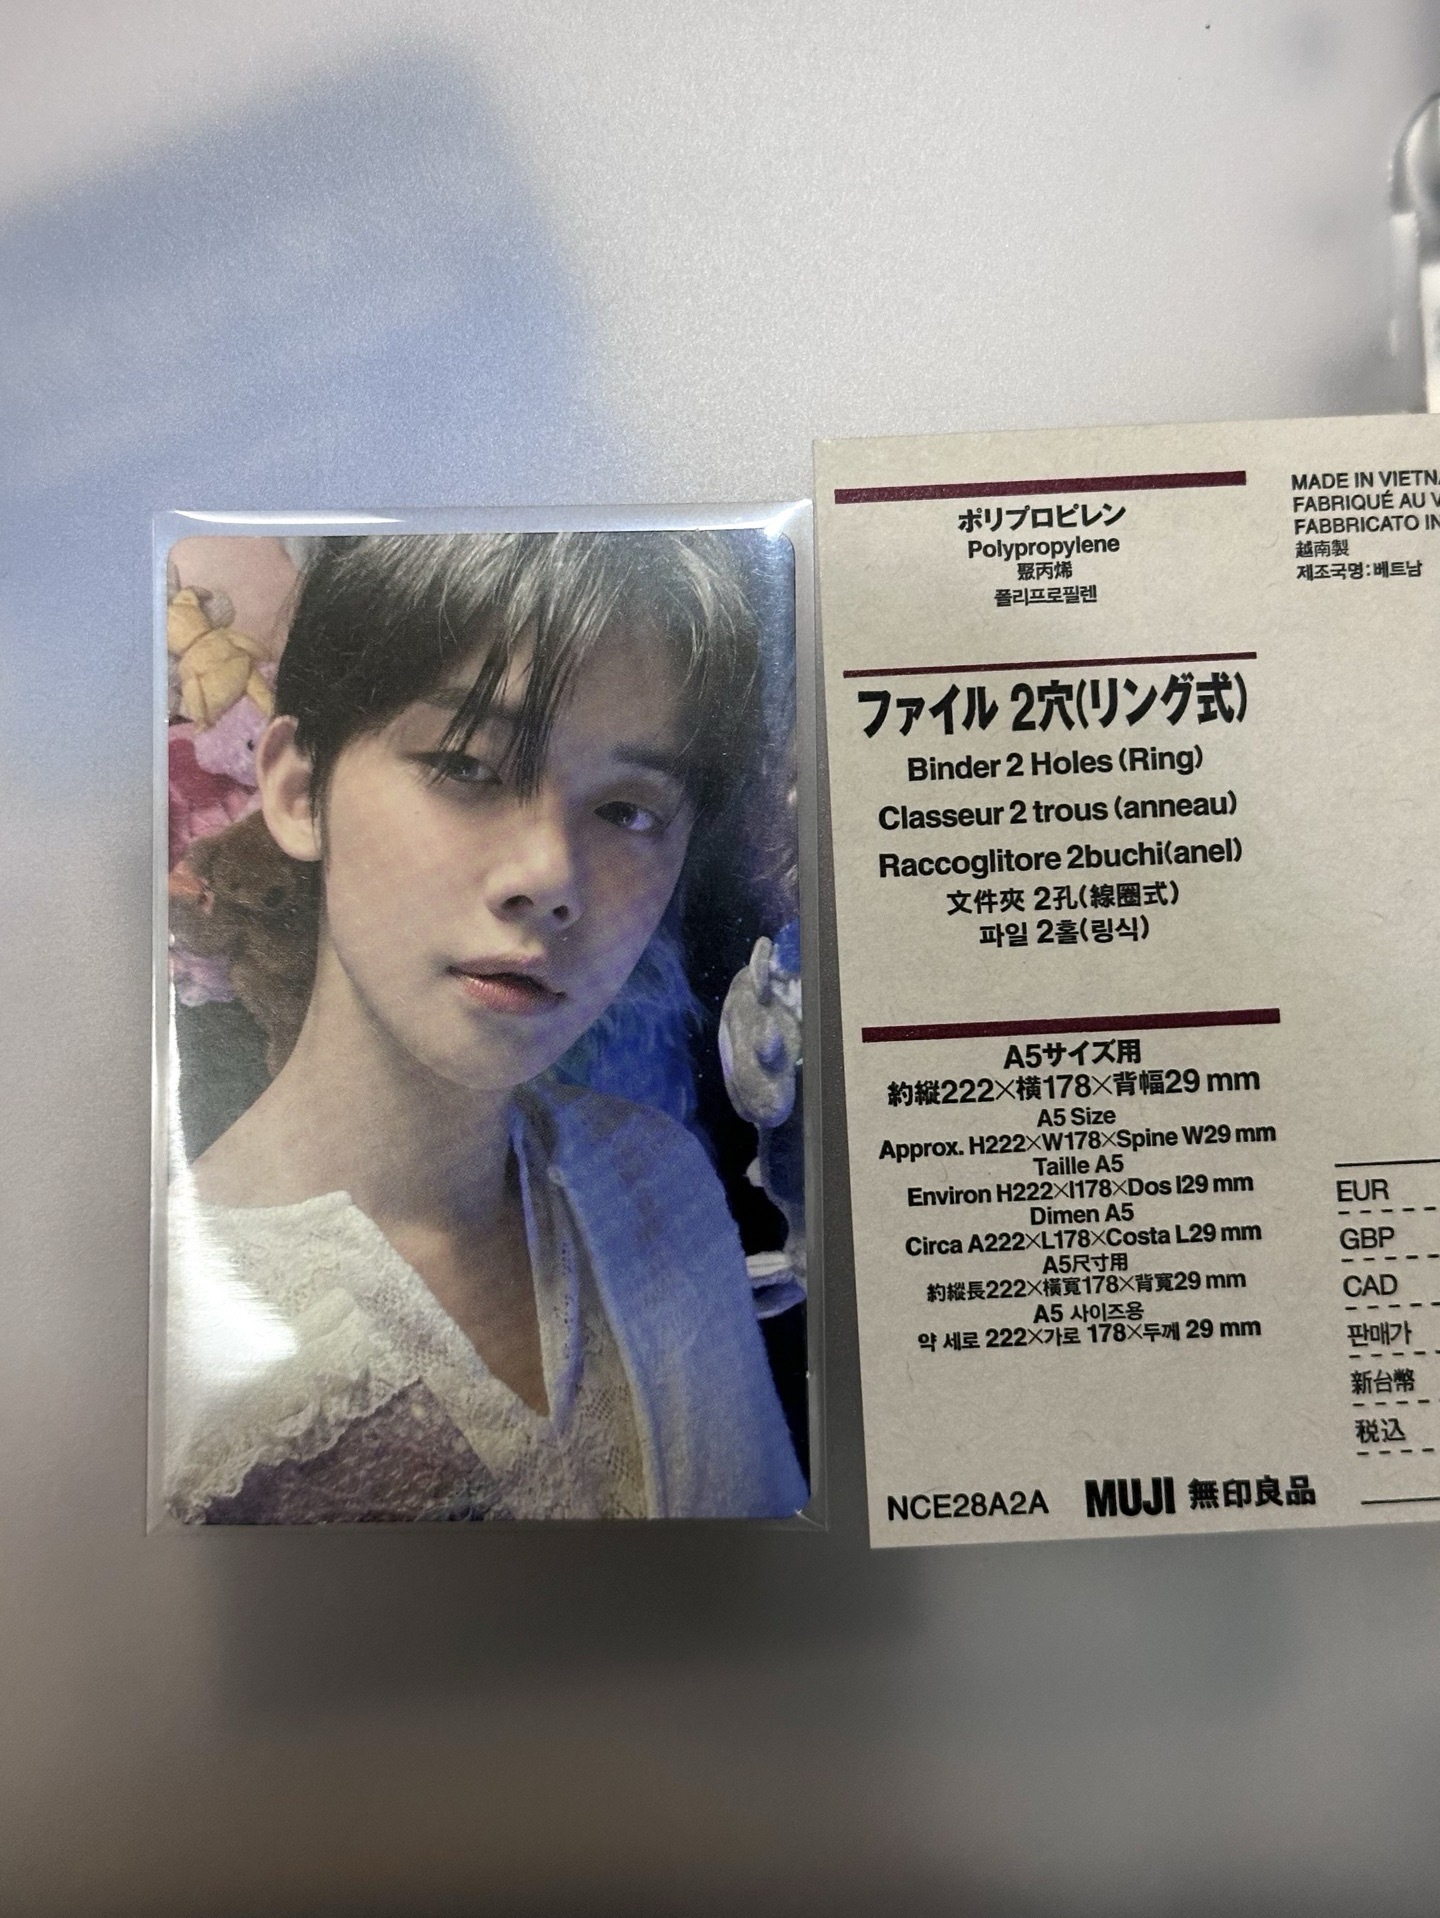 ポリプロピレン
Polypropylene
聚丙烯
폴리프로필렌
ファイル 2穴(リング式)
Binder 2 Holes (Ring)
Classeur 2 trous (anneau)
Raccoglitore 2buchi(anel)
文件夾 2孔(線圈式)
파일 2홀(링식)
A5サイズ用
約縦222×横178×背幅29 mm
A5 Size
Approx. H222×W178×Spine W29 mm
Taille A5
Environ H222×l178×Dos l29 mm
Dimen A5
Circa A222×L178×Costa L29 mm
A5尺寸用
約縱長222×橫寬178×背寬29 mm
A5 사이즈용
약 세로 222×가로 178×두께 29 mm
NCE28A2A MUJI 無印良品
MADE IN VIETN
FABRIQUÉ AU V
FABBRICATO IN
越南製
제조국명:베트남
EUR
GBP
CAD
판매가
新台幣
税込